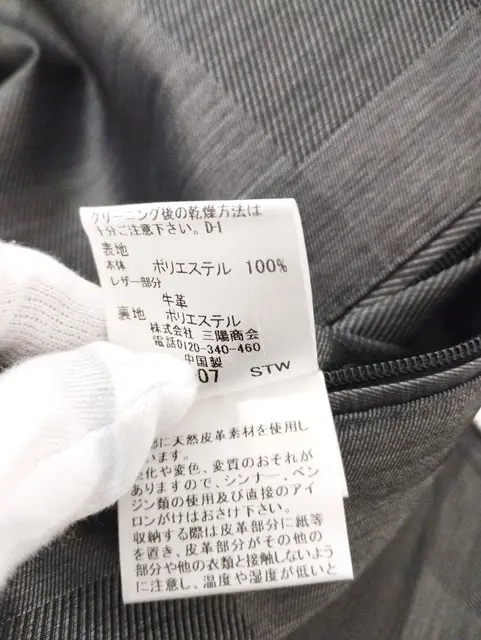 クリーニング後の乾燥方法は
十分ご注意下さい。D-I
表地
本体 ポリエステル 100%
レザー部分
牛革
裏地 ポリエステル
株式会社 三陽商会
電話0120-340-460
中国製
07 STW
に天然皮革素材を使用し
います。
化や変色、変質のおそれが
ありますので、シンナー、ベン
ジン類の使用及び直接のアイ
ロンがけはおさけ下さい。
収納する際は皮革部分に紙等
を置き、皮革部分がその他の
部分や他の衣類と接触しないよう
に注意し、温度や湿度が低いと